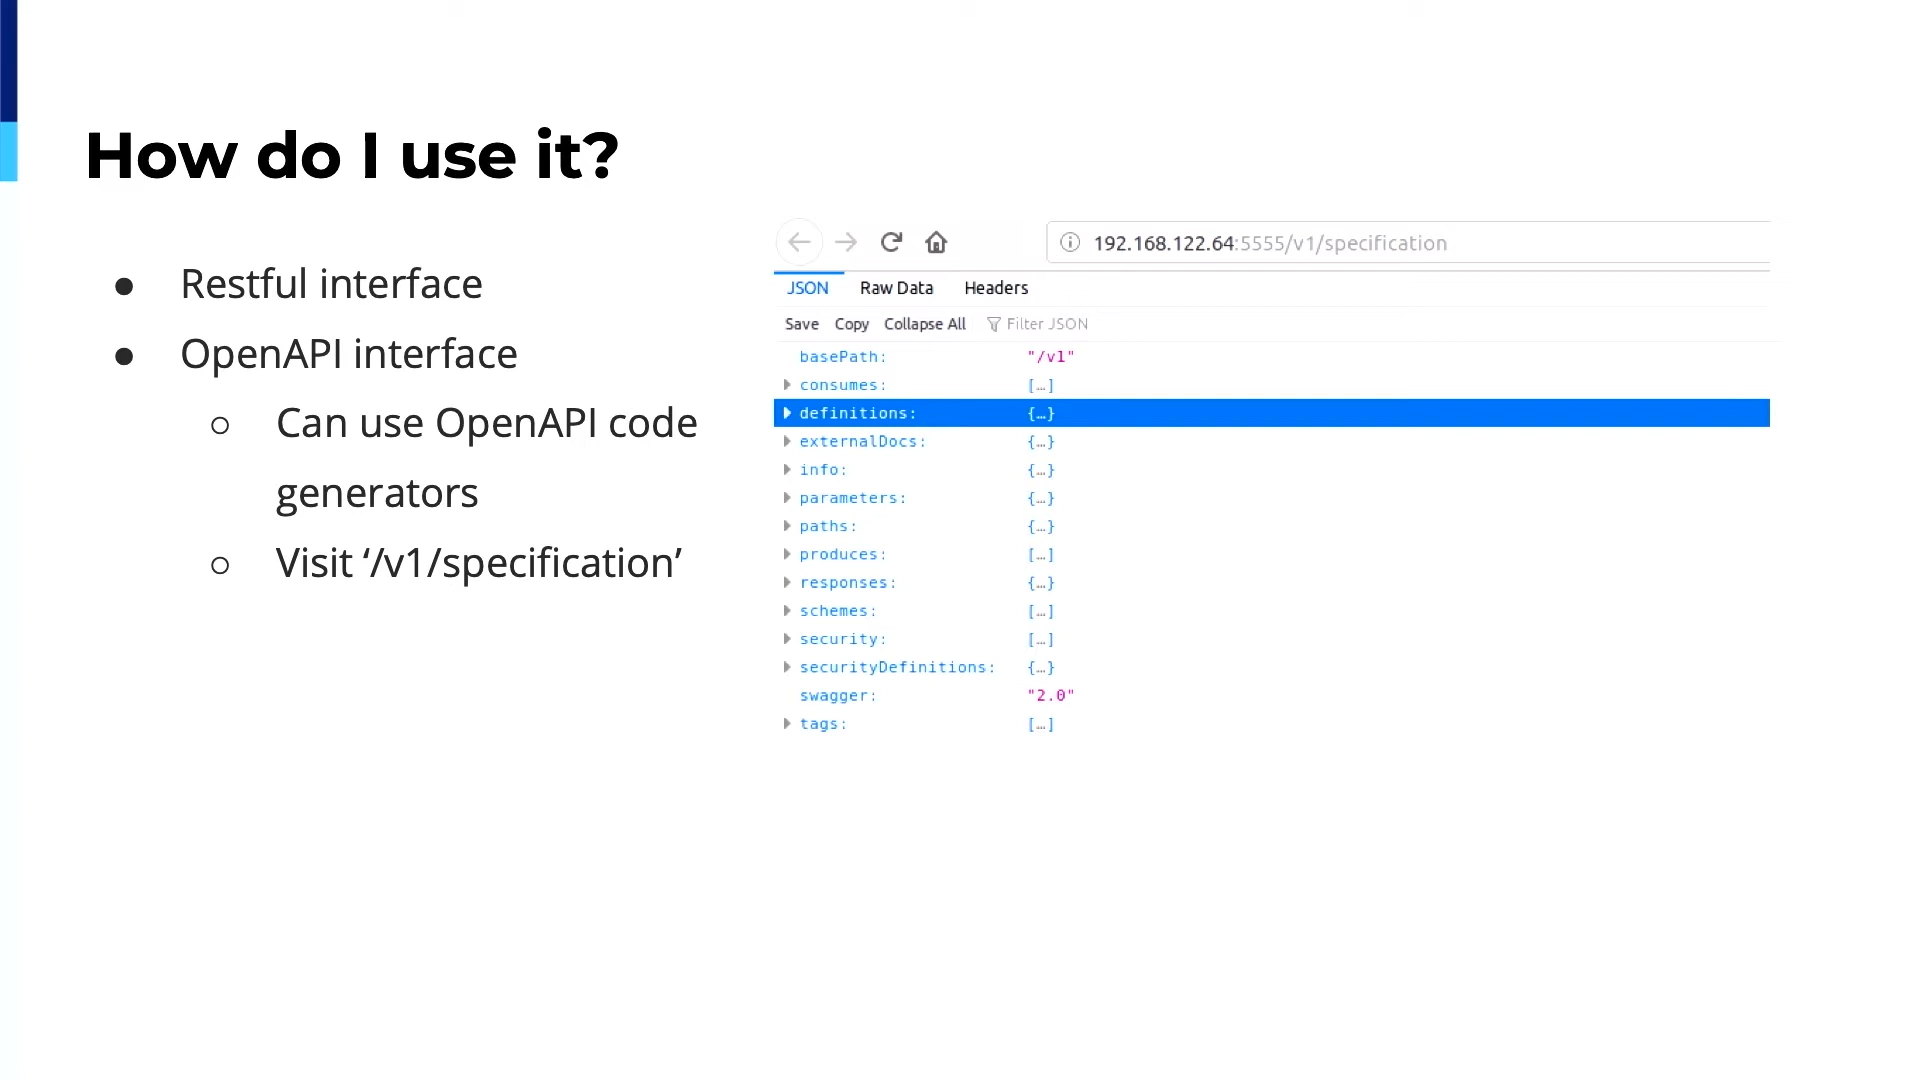 How do I use it?
● Restful interface
● OpenAPI interface
○ Can use OpenAPI code
generators
○ Visit ‘/v1/specification’
192.168.122.64:5555/v1/specification
JSON Raw Data Headers
Save Copy Collapse All Filter JSON
basePath: "/v1"
consumes: […]
definitions: {…}
externalDocs: {…}
info: {…}
parameters: {…}
paths: {…}
produces: […]
responses: {…}
schemes: […]
security: […]
securityDefinitions: {…}
swagger: "2.0"
tags: […]